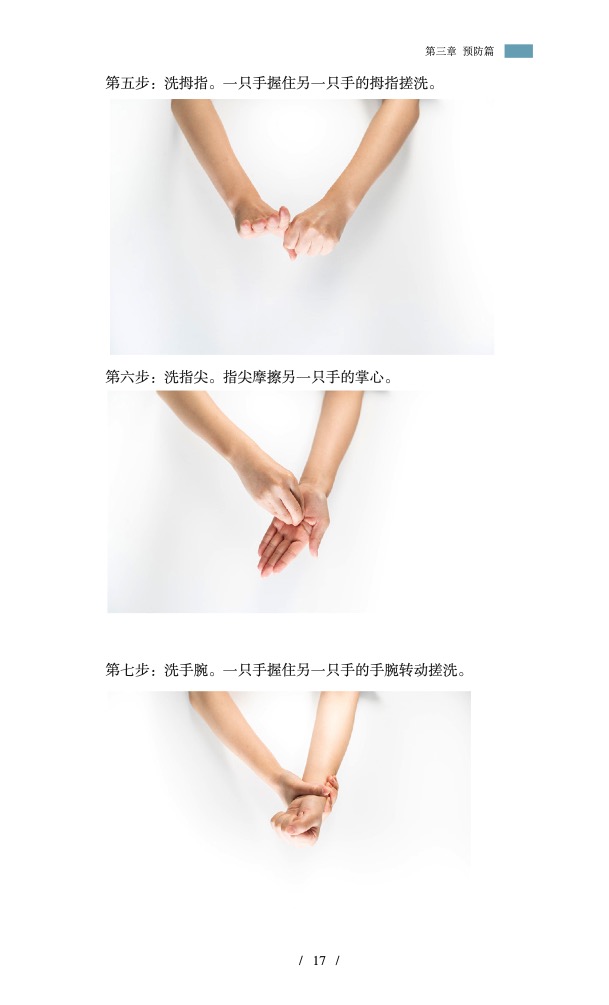 第三章 预防篇
第五步：洗拇指。一只手握住另一只手的拇指搓洗。
第六步：洗指尖。指尖摩擦另一只手的掌心。
第七步：洗手腕。一只手握住另一只手的手腕转动搓洗。
/ 17 /